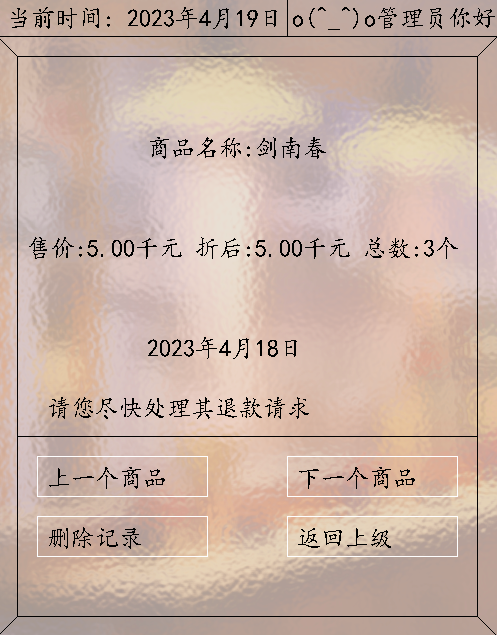 当前时间: 2023年4月19日 o(^_^)o管理员你好
商品名称:剑南春
售价:5.00千元 折后:5.00千元 总数:3个
2023年4月18日
请您尽快处理其退款请求
上一个商品 下一个商品
删除记录 返回上级